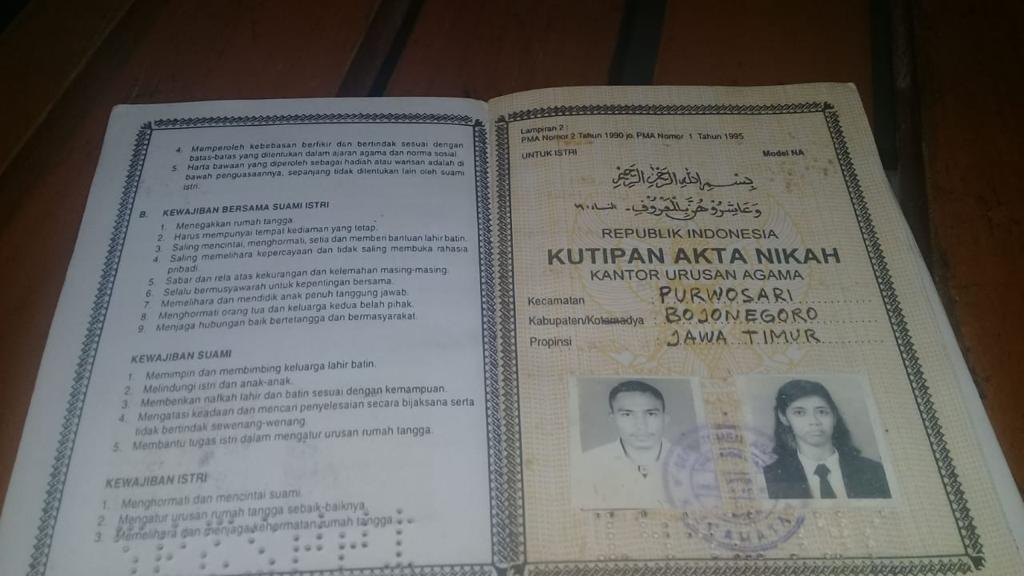 4. Memperoleh kebebasan berfikir dan bertindak sesuai dengan
batas-batas yang ditentukan dalam ajaran agama dan norma sosial.
5. Harta bawaan yang diperoleh sebagai hadiah atau warisan adalah di
bawah penguasaannya, sepanjang tidak ditentukan lain oleh suami
istri.
B. KEWAJIBAN BERSAMA SUAMI ISTRI
1. Menegakkan rumah tangga.
2. Harus mempunyai tempat kediaman yang tetap.
3. Saling mencintai, menghormati, setia dan memberi bantuan lahir batin.
4. Saling memelihara kepercayaan dan tidak saling membuka rahasia
pribadi.
5. Sabar dan rela atas kekurangan dan kelemahan masing-masing.
6. Selalu bermusyawarah untuk kepentingan bersama.
7. Memelihara dan mendidik anak penuh tanggung jawab.
8. Menghormati orang tua dan keluarga kedua belah pihak.
9. Menjaga hubungan baik bertetangga dan bermasyarakat.
KEWAJIBAN SUAMI
1. Memimpin dan membimbing keluarga lahir batin.
2. Melindungi istri dan anak-anak.
3. Memberikan nafkah lahir dan batin sesuai dengan kemampuan.
4. Mengatasi keadaan dan mencari penyelesaian secara bijaksana serta
tidak bertindak sewenang-wenang.
5. Membantu tugas istri dalam mengatur urusan rumah tangga.
KEWAJIBAN ISTRI
1. Menghormati dan mencintai suami.
2. Mengatur urusan rumah tangga sebaik-baiknya.
3. Memelihara dan menjaga kehormatan rumah tangga.
Lampiran 2 :
PMA Nomor 2 Tahun 1990 jo. PMA Nomor 1 Tahun 1995
UNTUK ISTRI Model NA
بسم الله الرحمن الرحيم
وعاشروهن بالمعروف - النساء
REPUBLIK INDONESIA
KUTIPAN AKTA NIKAH
KANTOR URUSAN AGAMA
Kecamatan : PURWOSARI
Kabupaten/Kotamadya : BOJONEGORO
Propinsi : JAWA TIMUR